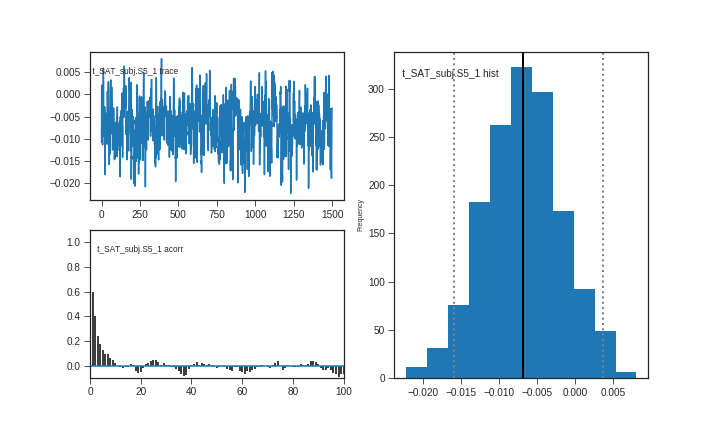 t_SAT_subj.S5_1 trace
0.005
0.000
−0.005
−0.010
−0.015
−0.020
0 250 500 750 1000 1250 1500
t_SAT_subj.S5_1 acorr
1.0
0.8
0.6
0.4
0.2
0.0
0 20 40 60 80 100
t_SAT_subj.S5_1 hist
Frequency
300
250
200
150
100
50
0
−0.020 −0.015 −0.010 −0.005 0.000 0.005